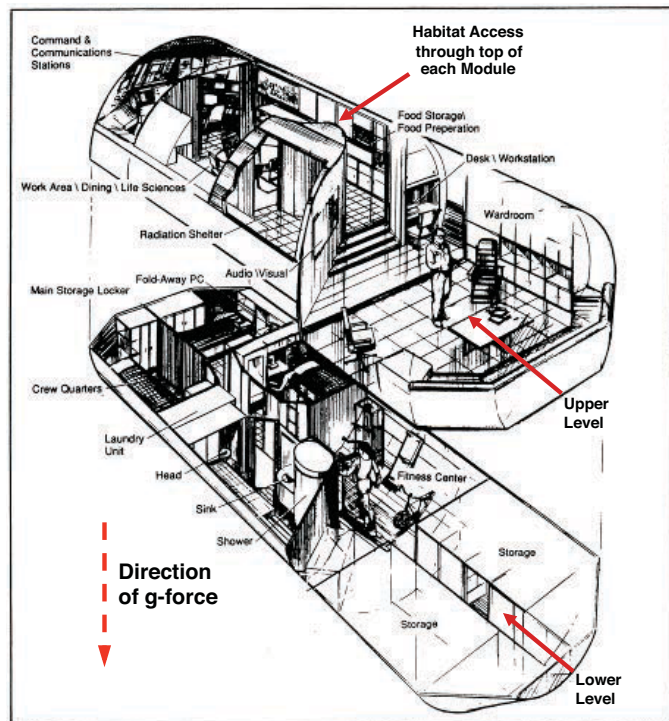 Command &
Communications
Stations
Habitat Access
through top of
each Module
Food Storage\
Food Preperation
Desk \ Workstation
Work Area \ Dining \ Life Sciences
Wardroom
Radiation Shelter
Audio \Visual
Fold-Away PC
Main Storage Locker
Crew Quarters
Upper
Level
Laundry
Unit
Head
Fitness Center
Sink
Shower
Storage
Direction
of g-force
Storage
Lower
Level